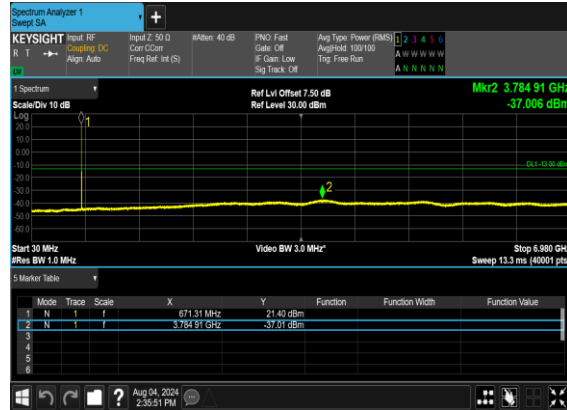 Spectrum Analyzer 1
Swept SA
+
KEYSIGHT Input: RF Input Z: 50 Ω #Atten: 40 dB PNO: Fast Avg Type: Power (RMS) 1 2 3 4 5 6
R T Coupling: DC Corr CCorr Gate: Off Avg|Hold: 100/100 A W W W W W
Align: Auto Freq Ref: Int (S) IF Gain: Low Trig: Free Run
Sig Track: Off A N N N N N
1 Spectrum Ref Lvl Offset 7.50 dB Mkr2 3.784 91 GHz
Scale/Div 10 dB Ref Level 30.00 dBm -37.006 dBm
Log
20.0
10.0
0.00
-10.0
-20.0
-30.0
-40.0
-50.0
-60.0
1
DL1 -13.00 dBm
2
Start 30 MHz Video BW 3.0 MHz* Stop 6.980 GHz
#Res BW 1.0 MHz Sweep 13.3 ms (40001 pts)
5 Marker Table
Mode Trace Scale X Y Function Function Width Function Value
1 N 1 f 671.31 MHz 21.40 dBm
2 N 1 f 3.784 91 GHz -37.01 dBm
3
4
5
6
? Aug 04, 2024
2:35:51 PM